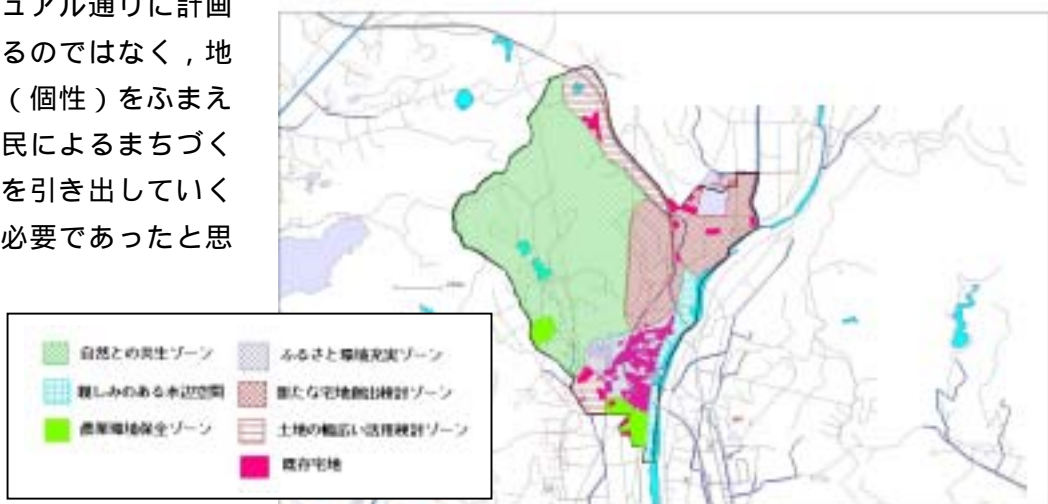 ュアル通りに計画
るのではなく,地
(個性)をふまえ
民によるまちづく
を引き出していく
必要であったと思
自然との共生ゾーン
ふるさと環境充実ゾーン
親しみのある水辺空間
新たな宅地創出検討ゾーン
農業環境保全ゾーン
土地の幅広い活用検討ゾーン
既存宅地